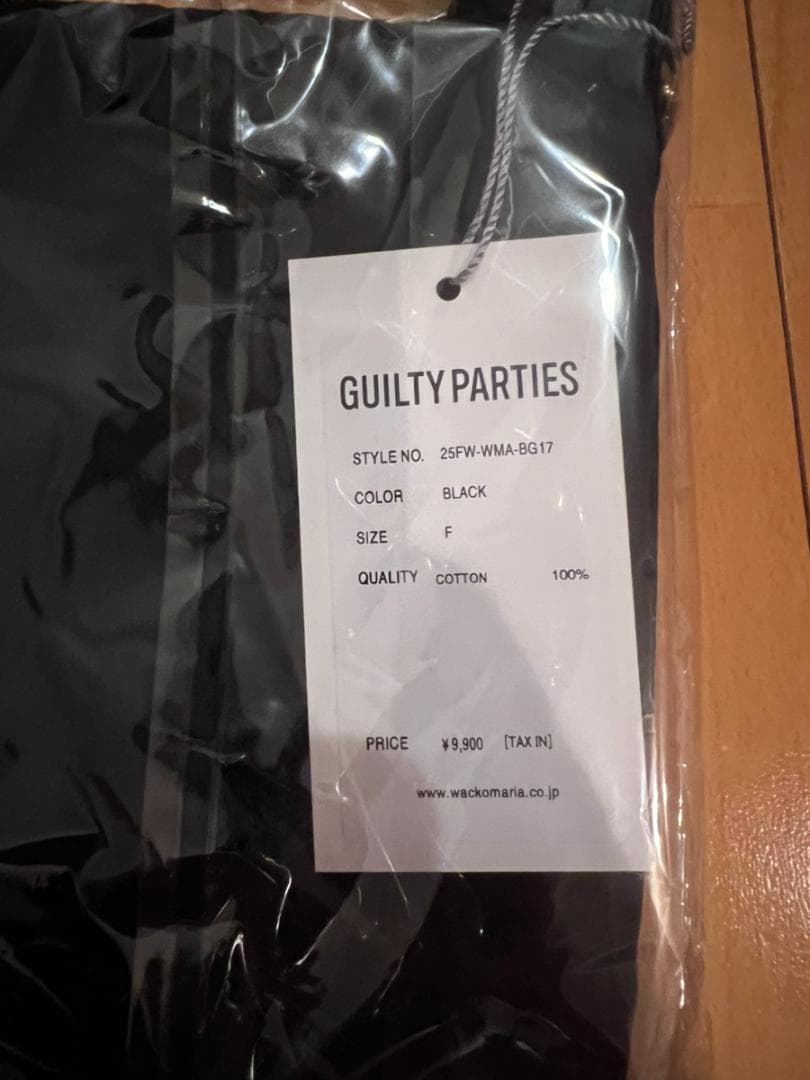 GUILTY PARTIES
STYLE NO. 25FW-WMA-BG17
COLOR BLACK
SIZE F
QUALITY COTTON 100%
PRICE ¥9,900 [TAX IN]
www.wackomaria.co.jp